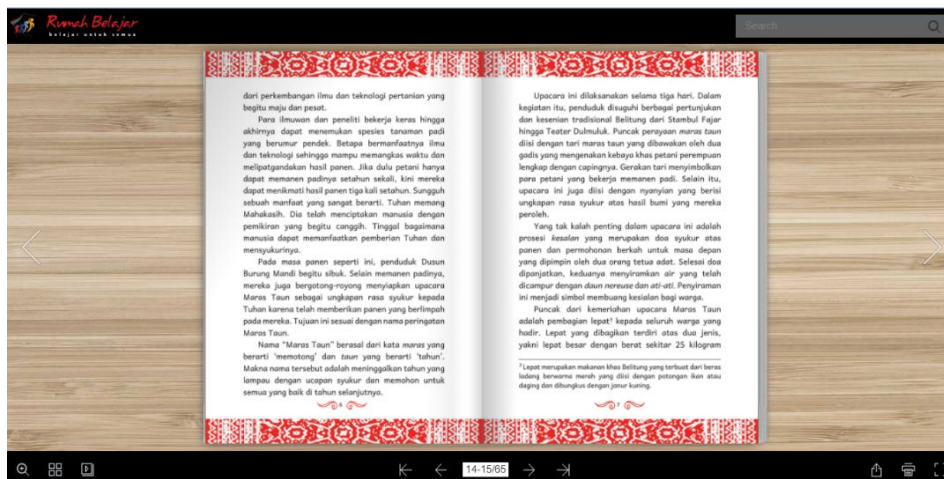 Rumah Belajar
belajar untuk semua
Search
dari perkembangan ilmu dan teknologi pertanian yang
begitu maju dan pesat.
Para ilmuwan dan peneliti bekerja keras hingga
akhirnya dapat menemukan spesies tanaman padi
yang berumur pendek. Betapa bermanfaatnya ilmu
dan teknologi sehingga mampu memangkas waktu dan
melipatgandakan hasil panen. Jika dulu petani hanya
dapat memanen padinya setahun sekali, kini mereka
dapat menikmati hasil panen tiga kali setahun. Sungguh
sebuah manfaat yang sangat berarti. Tuhan memang
Mahakasih. Dia telah menciptakan manusia dengan
pemikiran yang begitu canggih. Tinggal bagaimana
manusia dapat memanfaatkan pemberian Tuhan dan
mensyukurinya.
Pada masa panen seperti ini, penduduk Dusun
Burung Mandi begitu sibuk. Selain memanen padinya,
mereka juga bergotong-royong menyiapkan upacara
Maras Taun sebagai ungkapan rasa syukur kepada
Tuhan karena telah memberikan panen yang berlimpah
pada mereka. Tujuan ini sesuai dengan nama peringatan
Maras Taun.
Nama "Maras Taun" berasal dari kata maras yang
berarti 'memotong' dan taun yang berarti 'tahun'.
Makna nama tersebut adalah meninggalkan tahun yang
lampau dengan ucapan syukur dan memohon untuk
semua yang baik di tahun selanjutnya.
6
Upacara ini dilaksanakan selama tiga hari. Dalam
kegiatan itu, penduduk disuguhi berbagai pertunjukan
dan kesenian tradisional Belitung dari Stambul Fajar
hingga Teater Dulmuluk. Puncak perayaan maras taun
diisi dengan tari maras taun yang dibawakan oleh dua
gadis yang mengenakan kebaya khas petani perempuan
lengkap dengan capingnya. Gerakan tari menyimbolkan
para petani yang bekerja memanen padi. Selain itu,
upacara ini juga diisi dengan nyanyian yang berisi
ungkapan rasa syukur atas hasil bumi yang mereka
peroleh.
Yang tak kalah penting dalam upacara ini adalah
prosesi kesalan yang merupakan doa syukur atas
panen dan permohonan berkah untuk masa depan
yang dipimpin oleh dua orang tetua adat. Selesai doa
dipanjatkan, keduanya menyiramkan air yang telah
dicampur dengan daun nereuse dan ati-ati. Penyiraman
ini menjadi simbol membuang kesialan bagi warga.
Puncak dari kemeriahan upacara Maras Taun
adalah pembagian lepat³ kepada seluruh warga yang
hadir. Lepat yang dibagikan terdiri atas dua jenis,
yakni lepat besar dengan berat sekitar 25 kilogram
³ Lepat merupakan makanan khas Belitung yang terbuat dari beras
ladang berwarna merah yang diisi dengan potongan ikan atau
daging dan dibungkus dengan janur kuning.
7
14-15/65